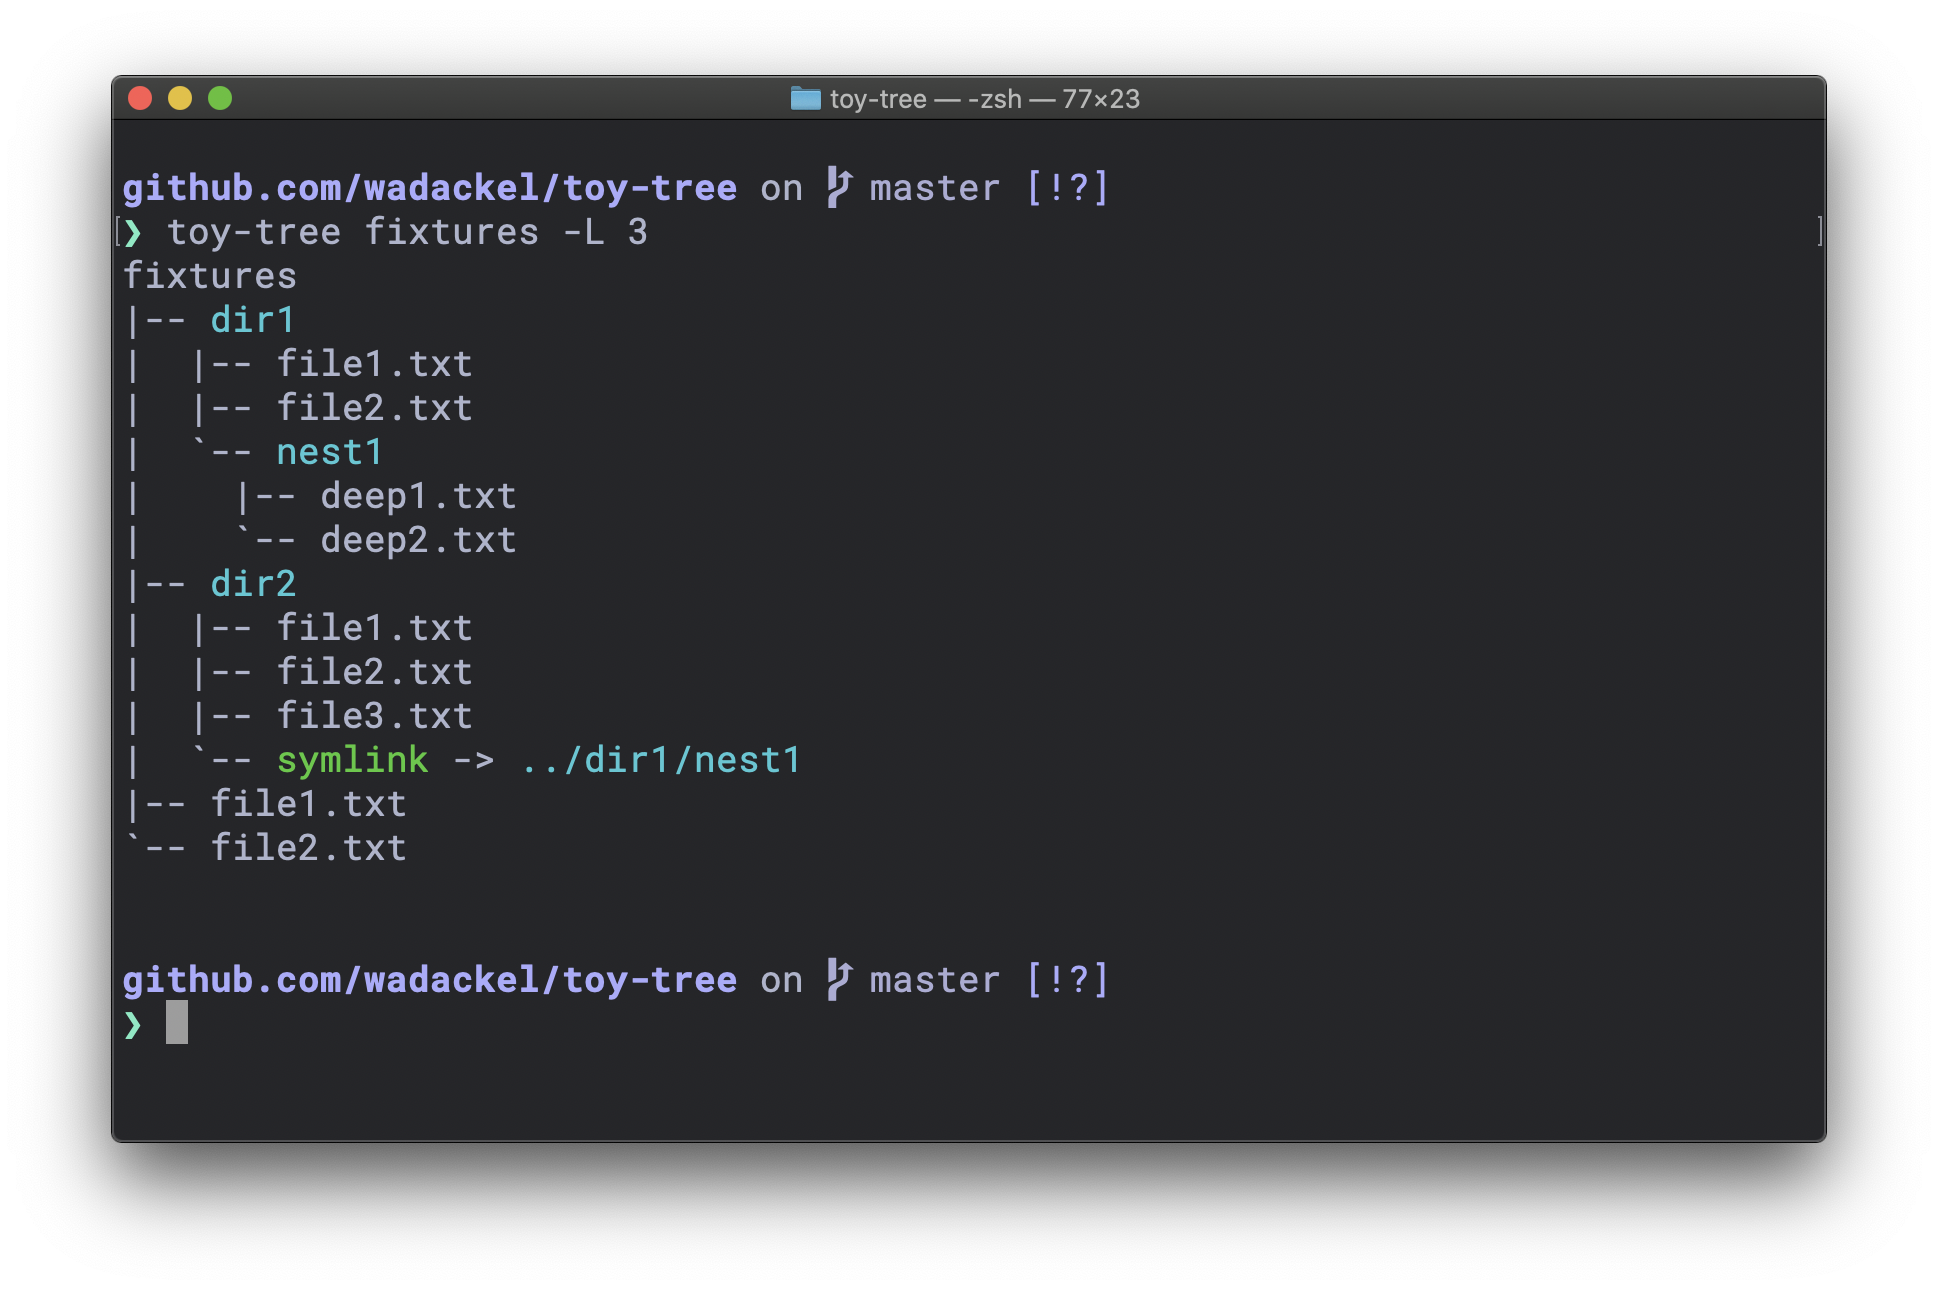 toy-tree — -zsh — 77×23
github.com/wadackel/toy-tree on master [!?]
[❯ toy-tree fixtures -L 3 ]
fixtures
|-- dir1
|  |-- file1.txt
|  |-- file2.txt
|  `-- nest1
|    |-- deep1.txt
|    `-- deep2.txt
|-- dir2
|  |-- file1.txt
|  |-- file2.txt
|  |-- file3.txt
|  `-- symlink -> ../dir1/nest1
|-- file1.txt
`-- file2.txt
github.com/wadackel/toy-tree on master [!?]
❯